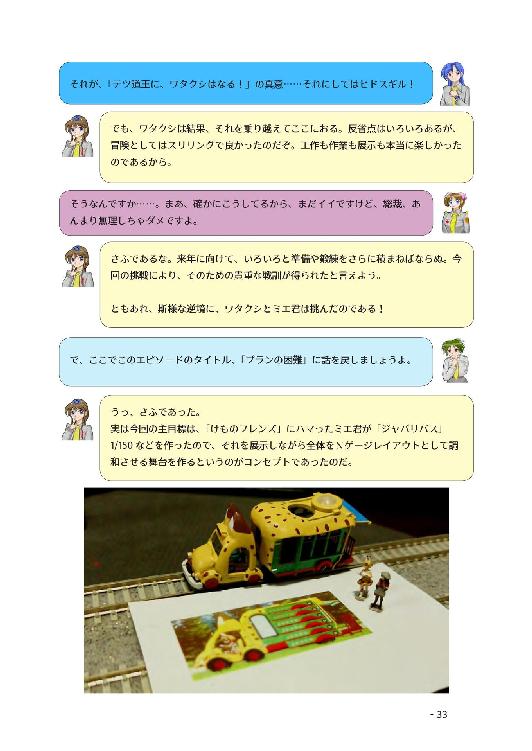 それが、「テツ道王に、ワタクシはなる！」の真意……それにしてはヒドスギル！
でも、ワタクシは結果、それを乗り越えてここにおる。反省点はいろいろあるが、
冒険としてはスリリングで良かったのだぞ。工作も作業も展示も本当に楽しかった
のであるから。
そうなんですか……。まあ、確かにこうしてるから、まだイイですけど、総裁、あ
んまり無理しちゃダメですよ。
さふであるな。来年に向けて、いろいろと準備や鍛錬をさらに積まねばならぬ。今
回の挑戦により、そのための貴重な戦訓が得られたと言えよう。
ともあれ、斯様な逆境に、ワタクシとミエ君は挑んだのである！
で、ここでこのエピソードのタイトル、「プランの困難」に話を戻しましょうよ。
うっ、さふであった。
実は今回の主目標は、「けものフレンズ」にハマったミエ君が「ジャパリバス」
1/150 などを作ったので、それを展示しながら全体をNゲージレイアウトとして調
和させる舞台を作るというのがコンセプトであったのだ。
- 33